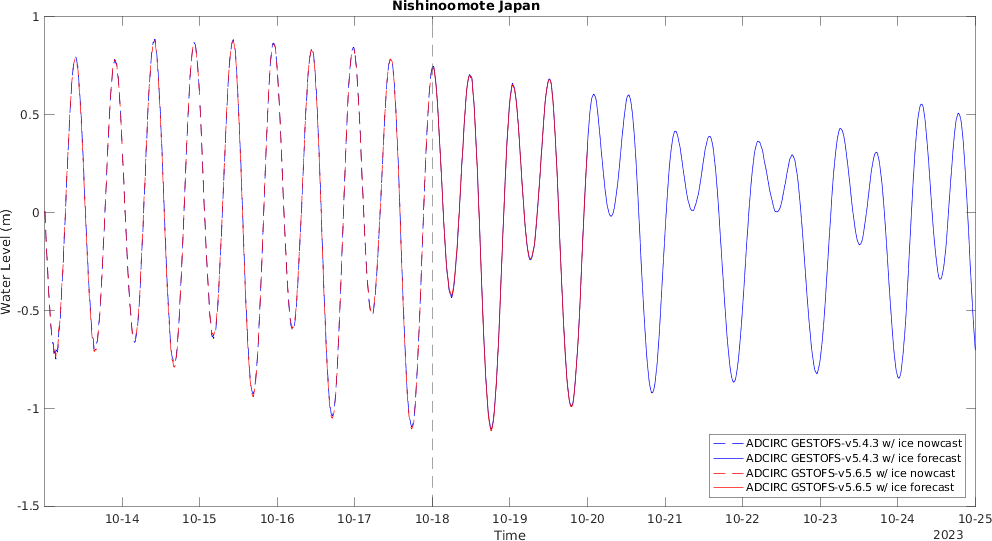 Nishinoomote Japan
Water Level (m)
1
0.5
0
-0.5
-1
-1.5
ADCIRC GESTOFS-v5.4.3 w/ ice nowcast
ADCIRC GESTOFS-v5.4.3 w/ ice forecast
ADCIRC GSTOFS-v5.6.5 w/ ice nowcast
ADCIRC GSTOFS-v5.6.5 w/ ice forecast
10-14 10-15 10-16 10-17 10-18 10-19 10-20 10-21 10-22 10-23 10-24 10-25
Time
2023